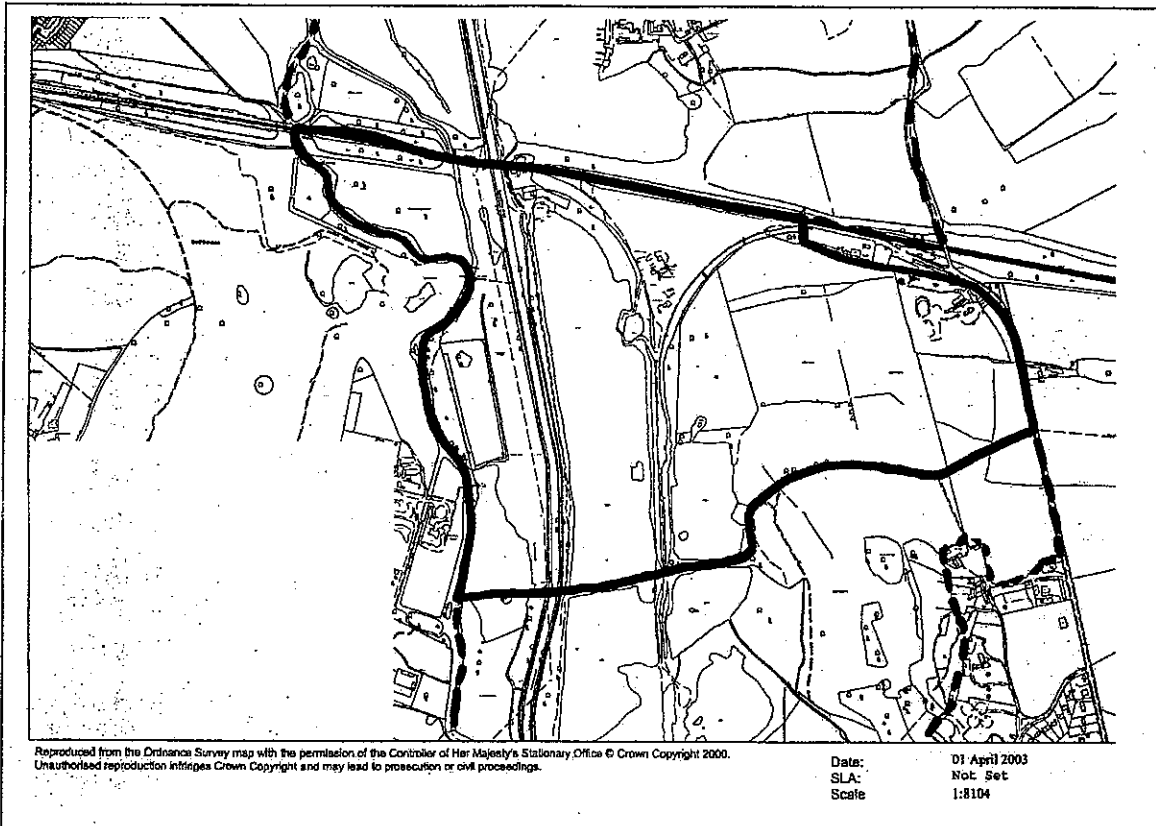 Reproduced from the Ordnance Survey map with the permission of the Controller of Her Majesty's Stationary Office © Crown Copyright 2000.
Unauthorised reproduction infringes Crown Copyright and may lead to prosecution or civil proceedings.
Date: 01 April 2003
SLA: Not Set
Scale 1:8104